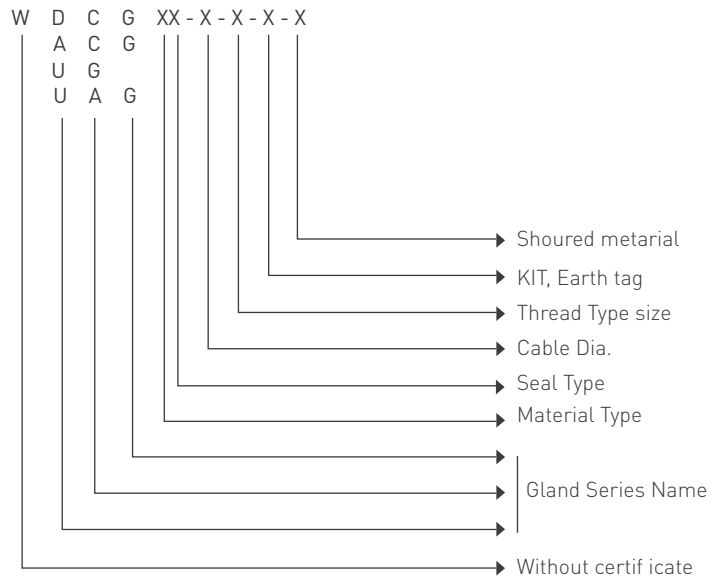 W D C C G XX - X - X - X - X
A C G
U G
U A G
Shoured metarial
KIT, Earth tag
Thread Type size
Cable Dia.
Seal Type
Material Type
Gland Series Name
Without certif icate